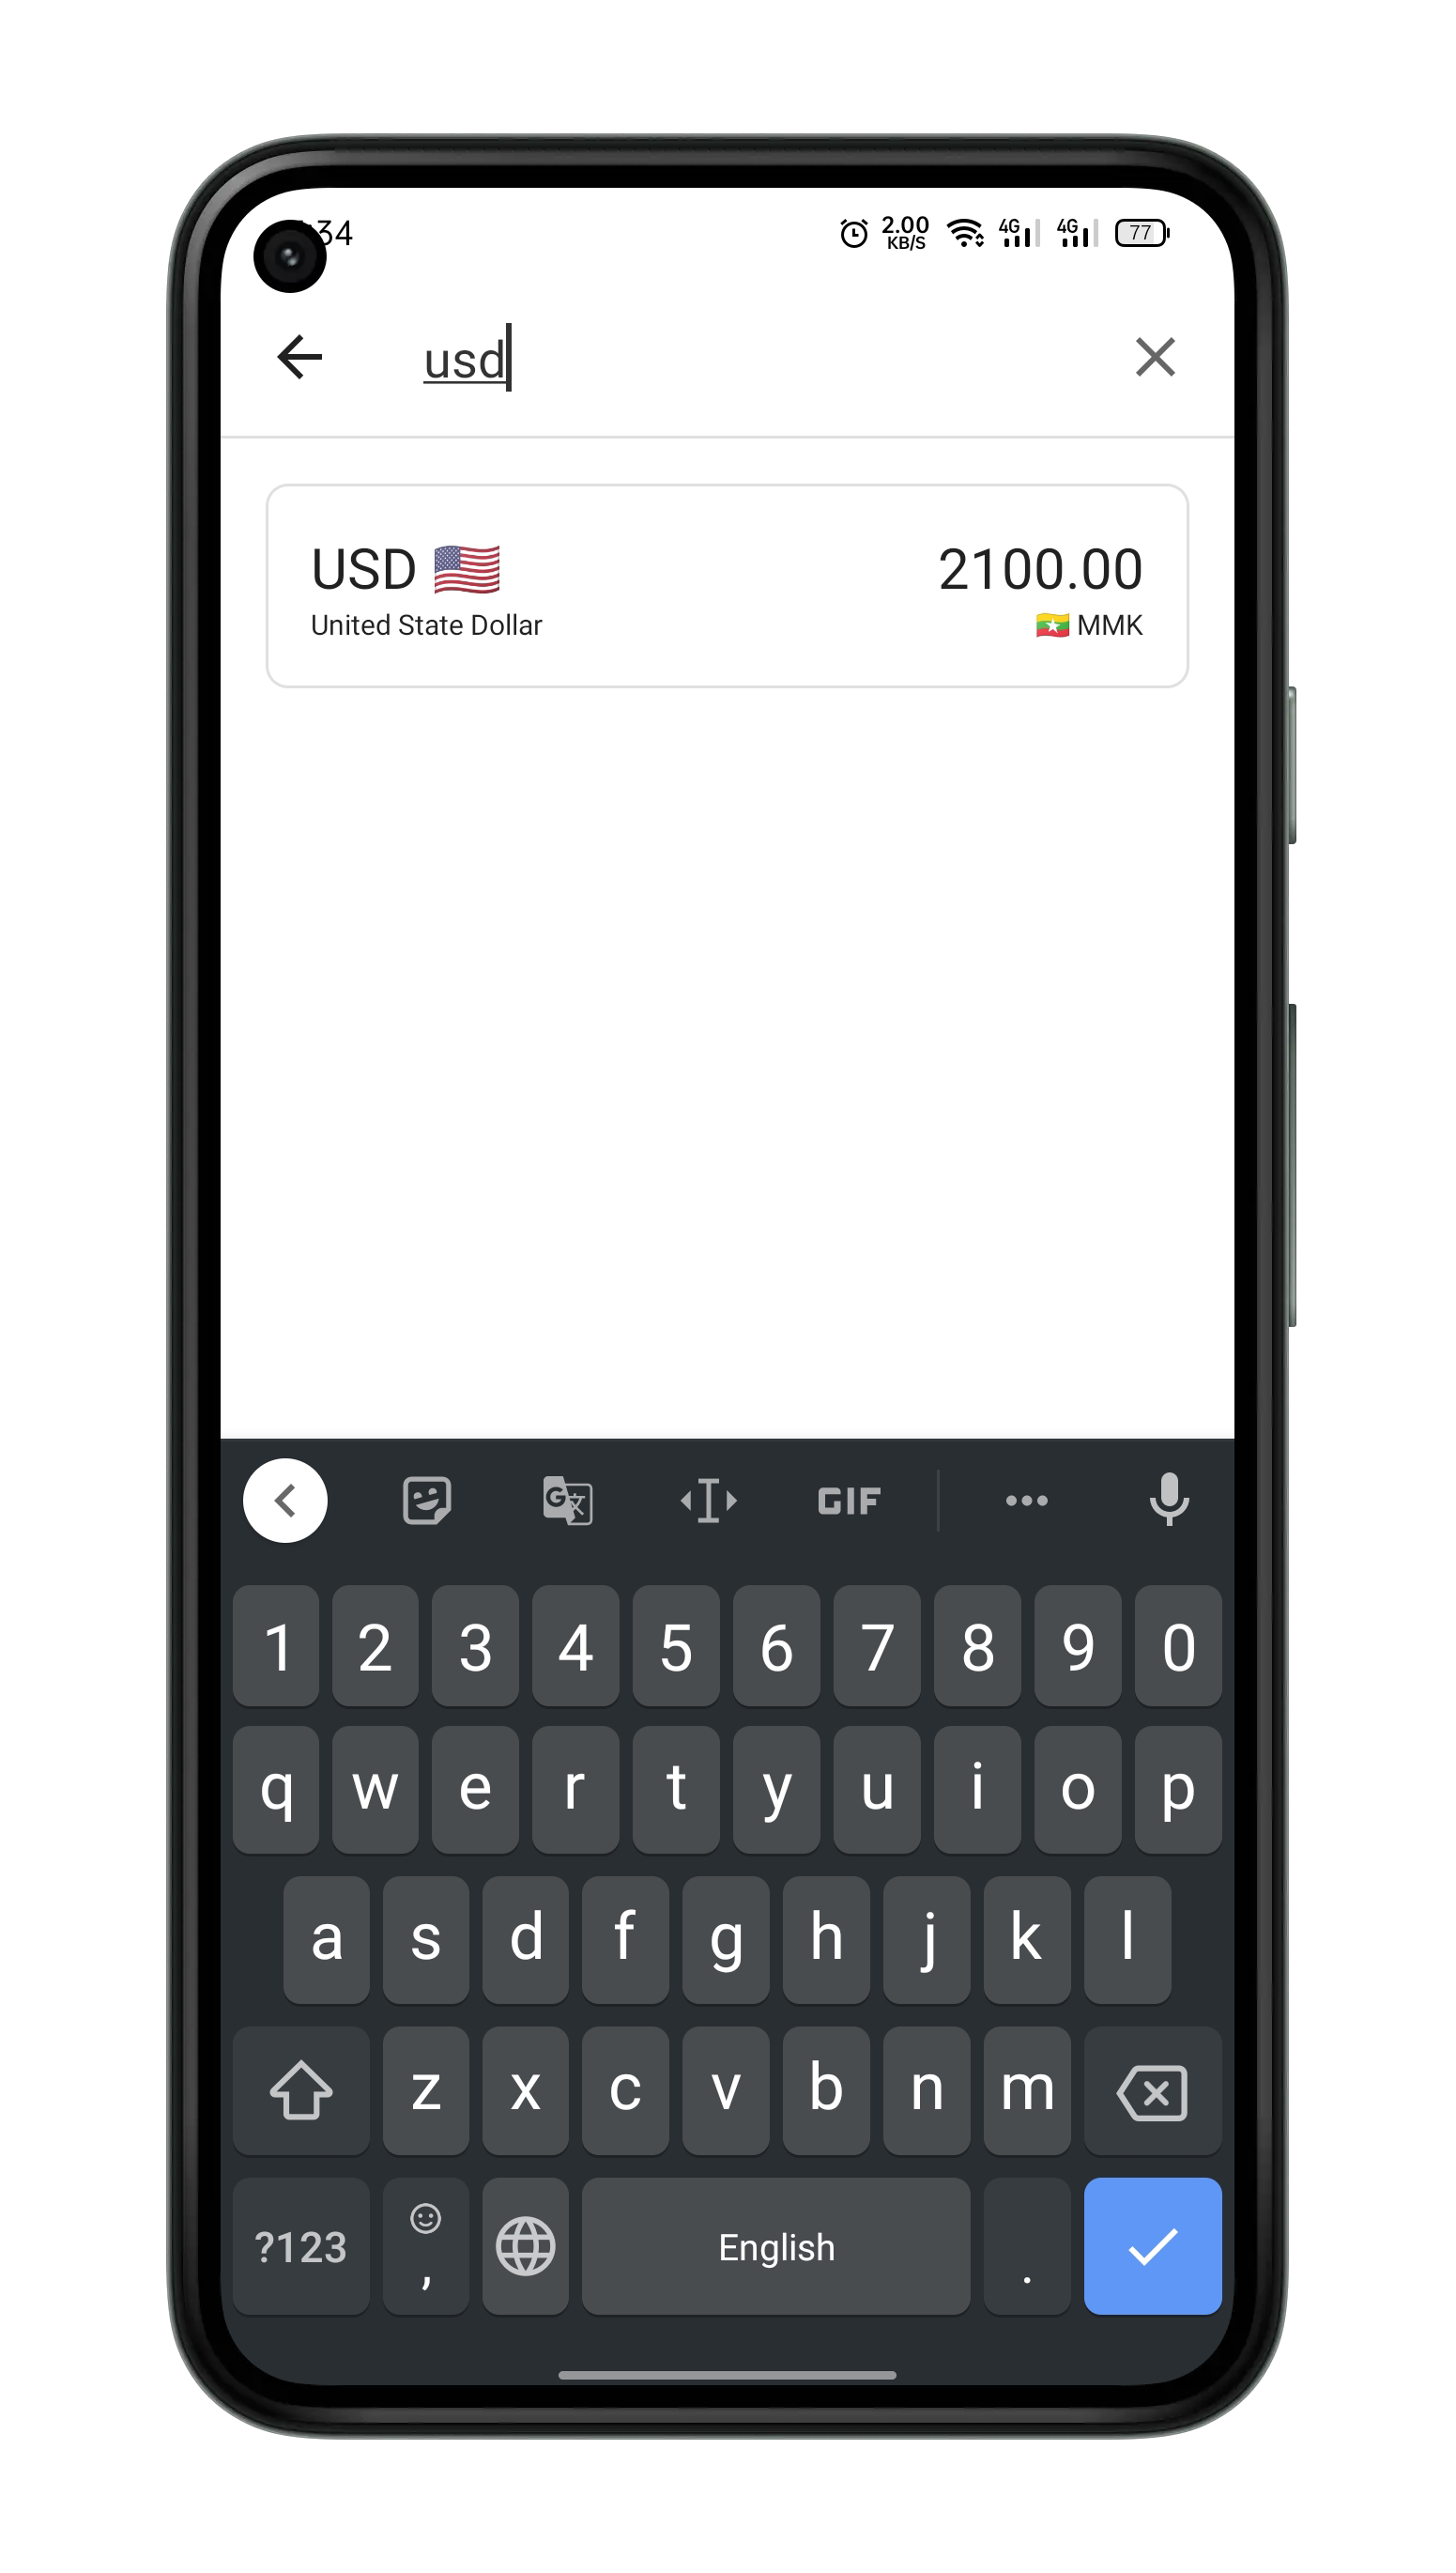 34
2.00
KB/S
4G
4G
77
usd
USD 🇺🇸
2100.00
United State Dollar
🇲🇲 MMK
GIF
1 2 3 4 5 6 7 8 9 0
q w e r t y u i o p
a s d f g h j k l
z x c v b n m
?123 , English .